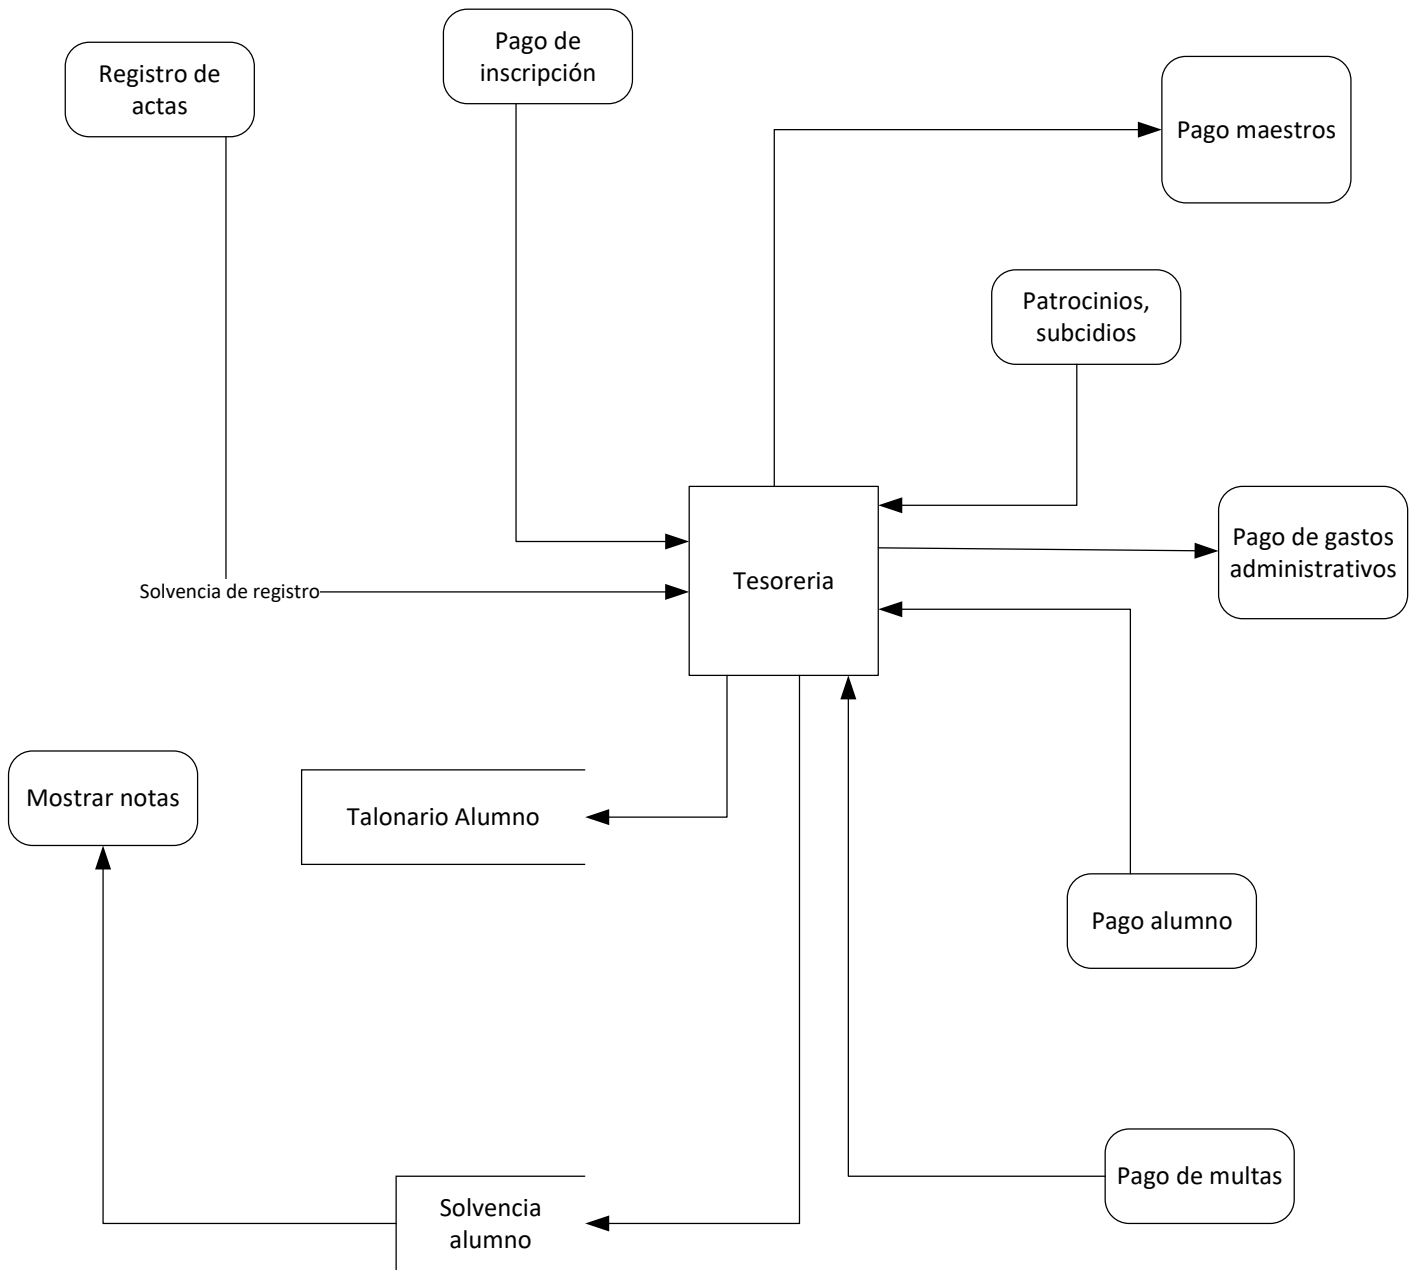 Pago de
inscripción
Registro de
actas
Pago maestros
Patrocinios,
subcidios
Pago de gastos
administrativos
Tesoreria
Solvencia de registro
Mostrar notas
Talonario Alumno
Pago alumno
Pago de multas
Solvencia
alumno